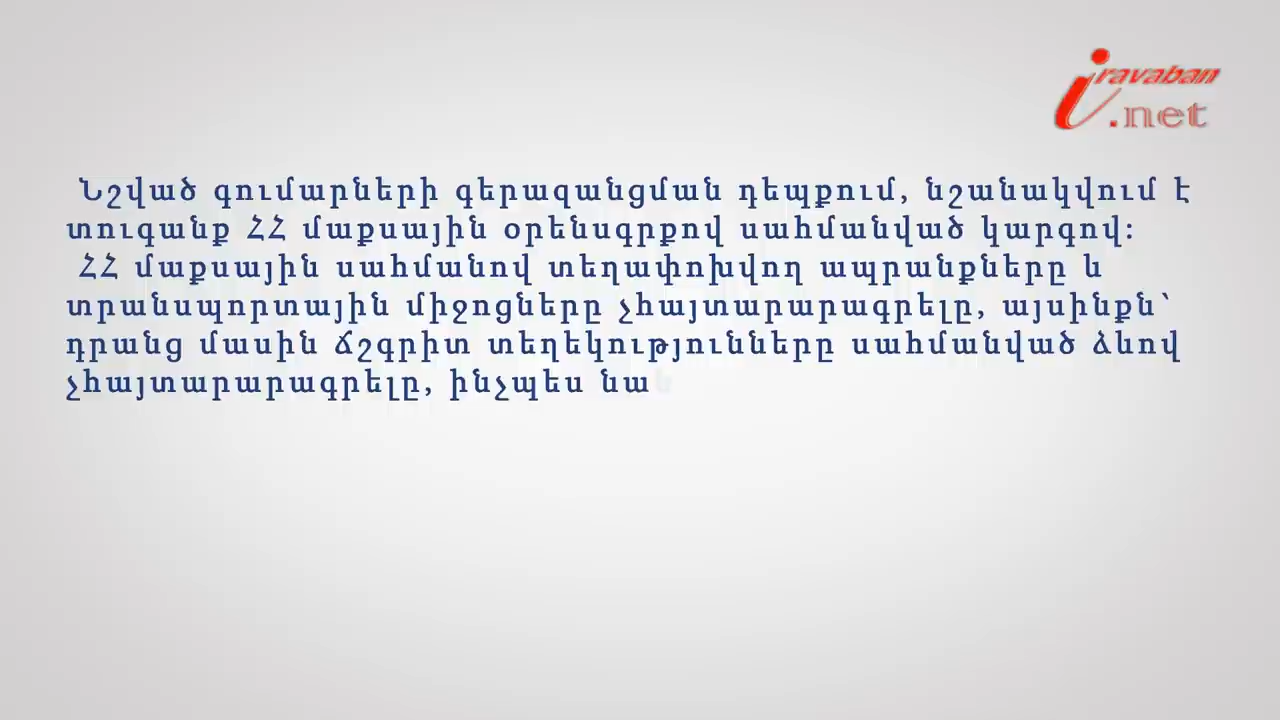 iravaban
.net
Նշված գումարների գերազանցման դեպքում, նշանակվում է
տուգանք ՀՀ մաքսային օրենսգրքով սահմանված կարգով:
ՀՀ մաքսային սահմանով տեղափոխվող ապրանքները և
տրանսպորտային միջոցները չհայտարարագրելը, այսինքն՝
դրանց մասին ճշգրիտ տեղեկությունները սահմանված ձևով
չհայտարարագրելը, ինչպես նա